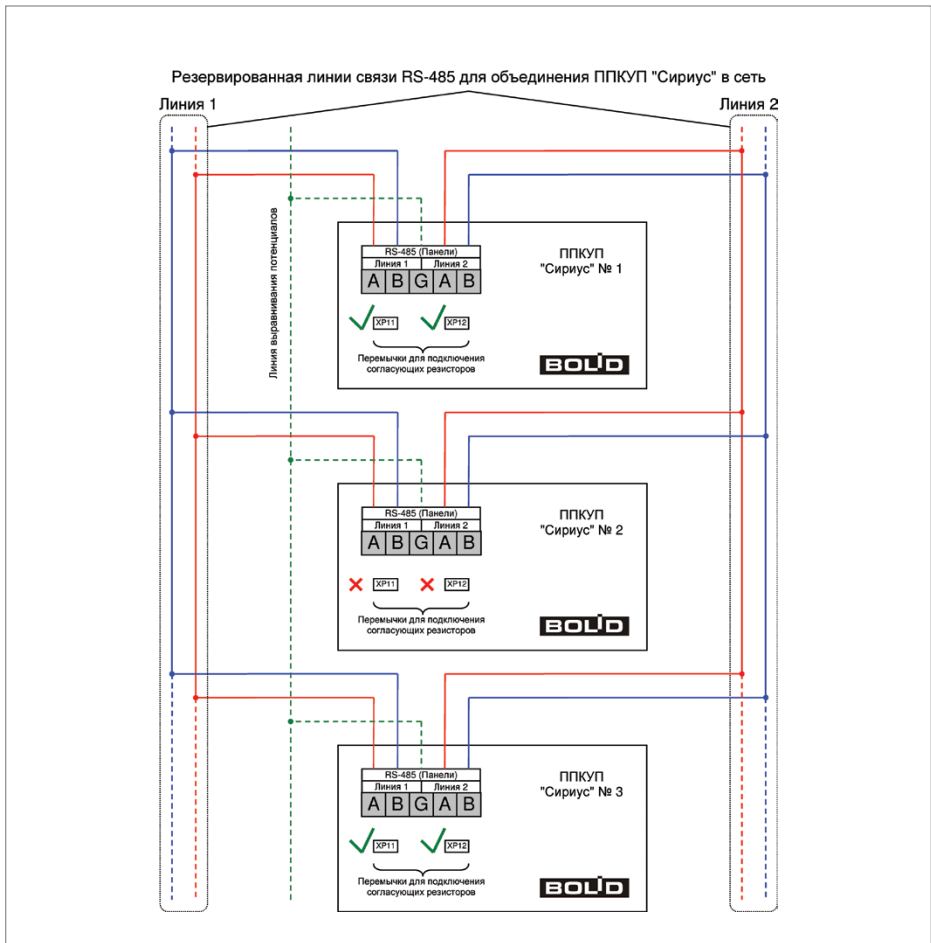 Резервированная линии связи RS-485 для объединения ППКУП "Сириус" в сеть
Линия 1
Линия 2
Линия выравнивания потенциалов
RS-485 (Панели)
Линия 1 Линия 2
A B G A B
ППКУП
"Сириус" № 1
XP11 XP12
Перемычки для подключения
согласующих резисторов
BOLID
RS-485 (Панели)
Линия 1 Линия 2
A B G A B
ППКУП
"Сириус" № 2
XP11 XP12
Перемычки для подключения
согласующих резисторов
BOLID
RS-485 (Панели)
Линия 1 Линия 2
A B G A B
ППКУП
"Сириус" № 3
XP11 XP12
Перемычки для подключения
согласующих резисторов
BOLID